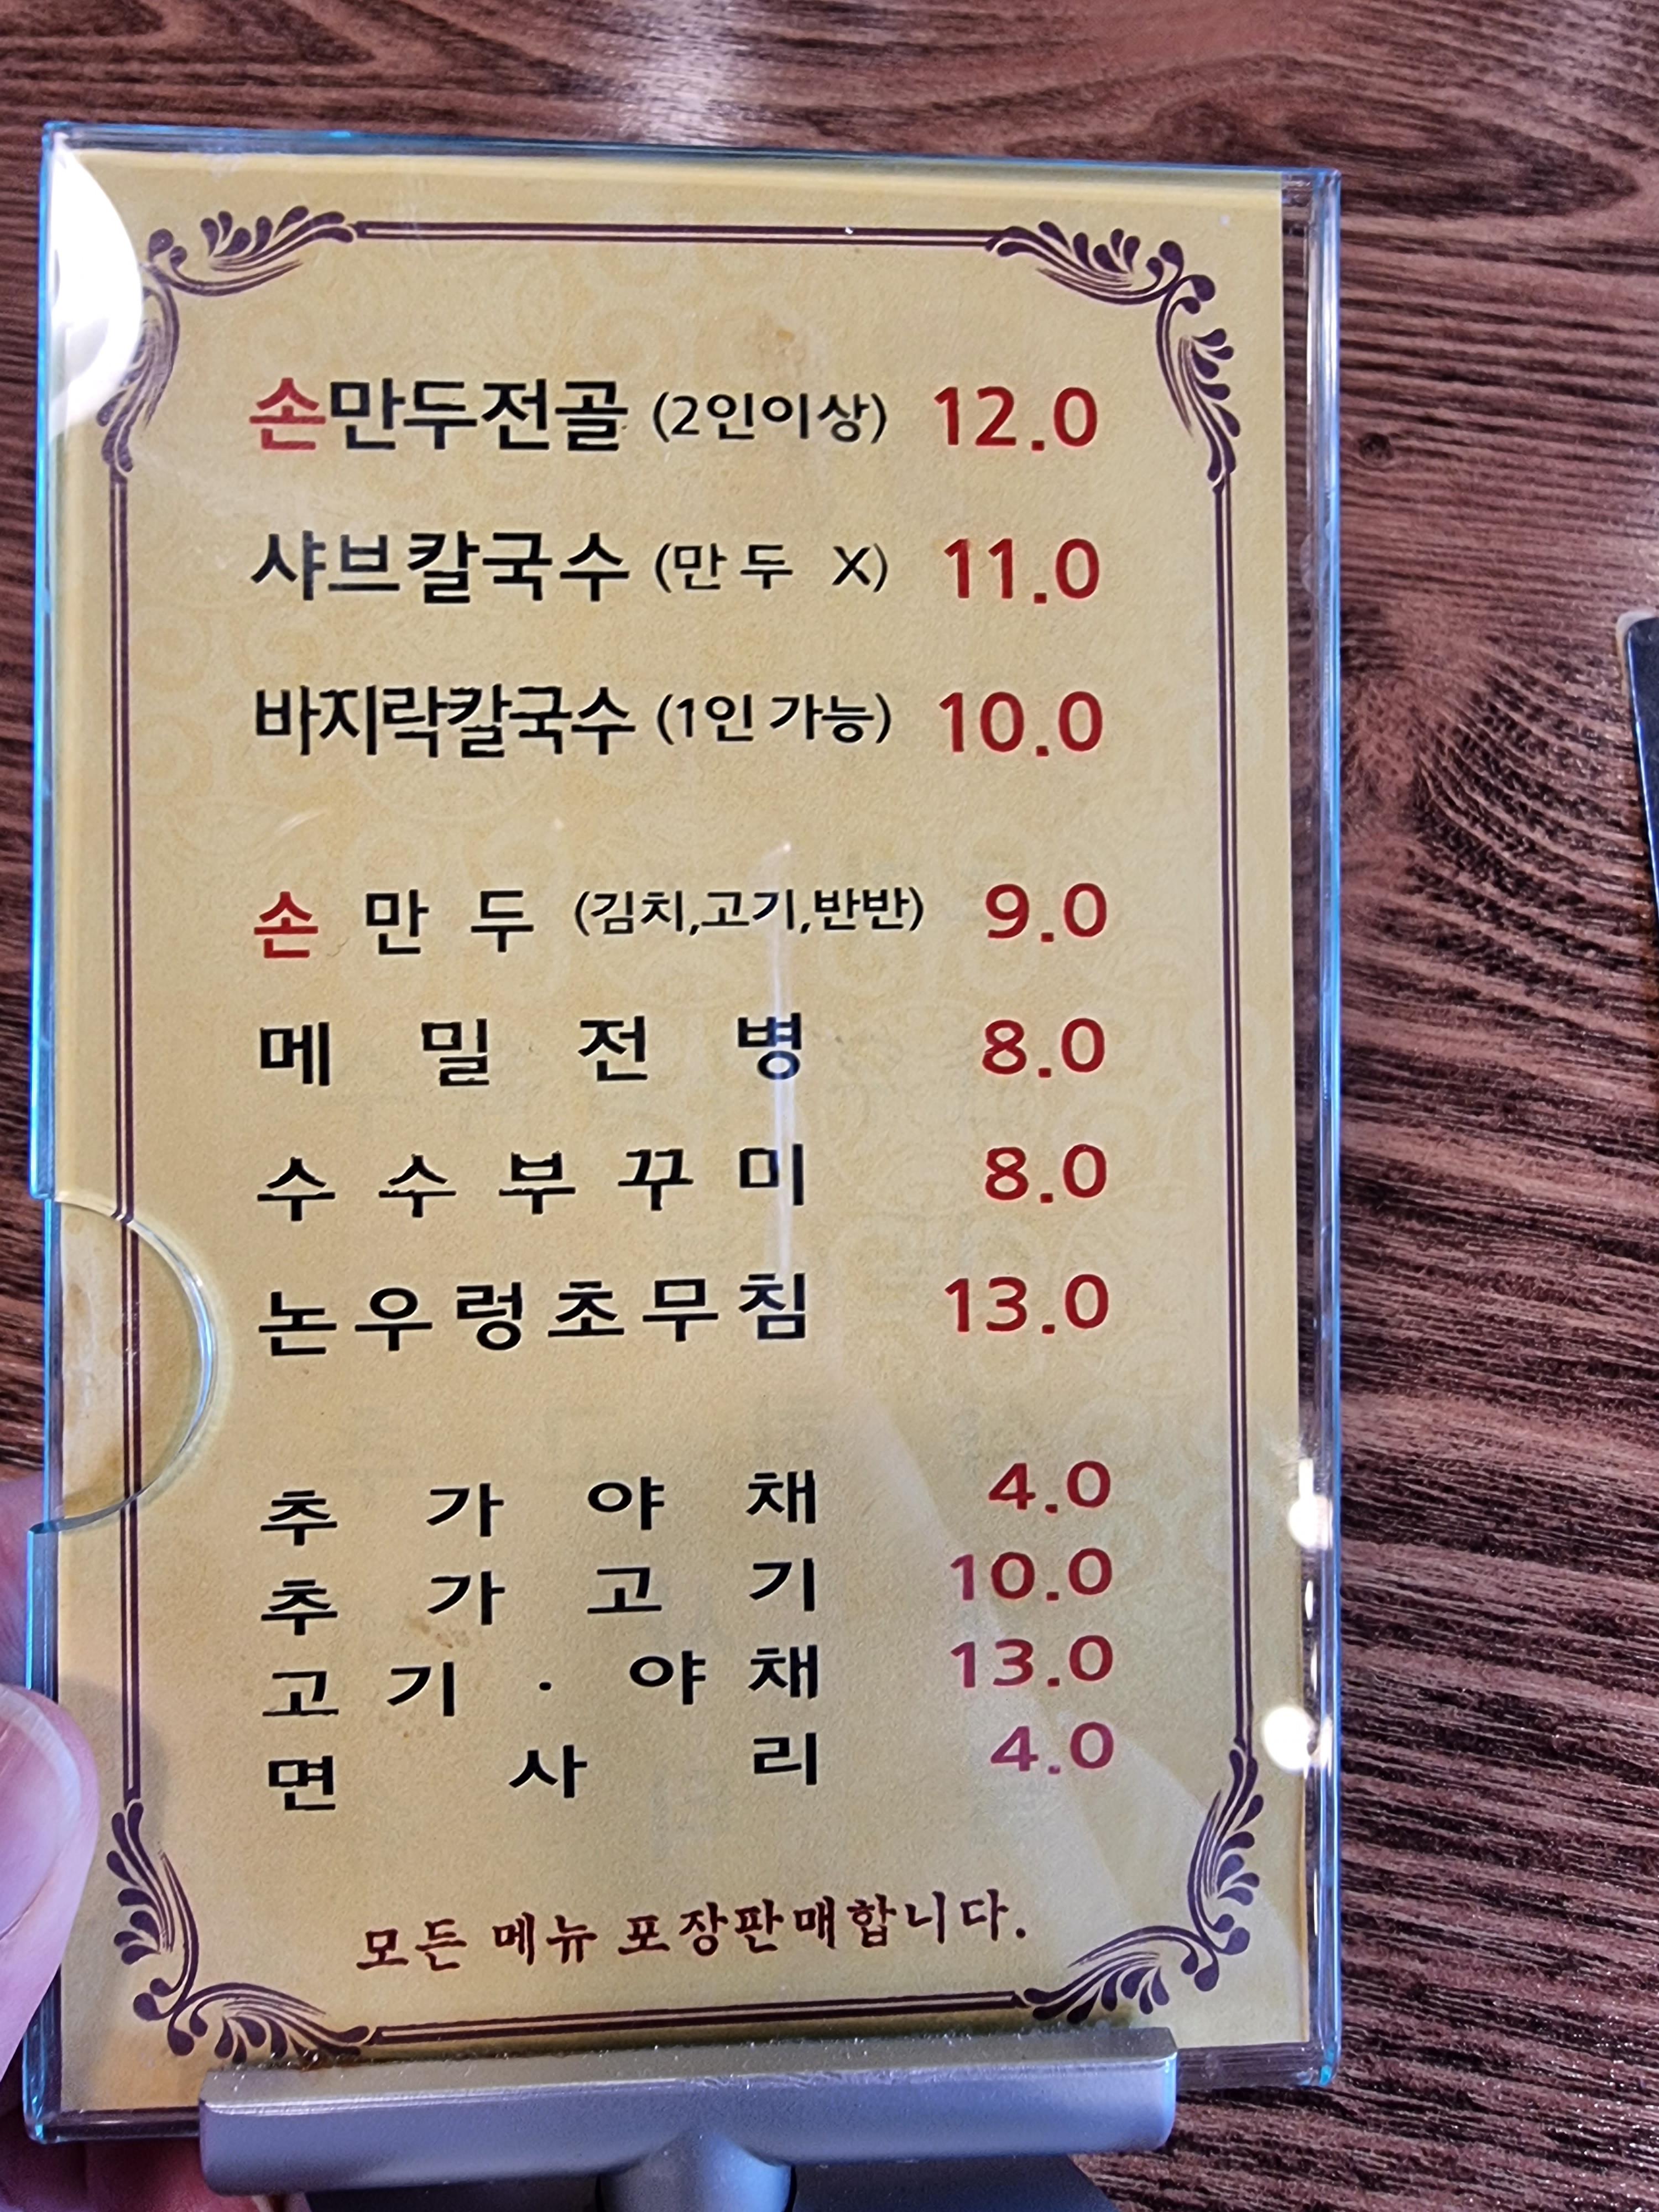 손만두전골 (2인이상) 12.0
샤브칼국수 (만두 X) 11.0
바지락칼국수 (1인 가능) 10.0
손만두 (김치,고기,반반) 9.0
메밀전병 8.0
수수부꾸미 8.0
논우렁초무침 13.0
추가야채 4.0
추가고기 10.0
고기·야채 13.0
면사리 4.0
모든 메뉴 포장판매합니다.